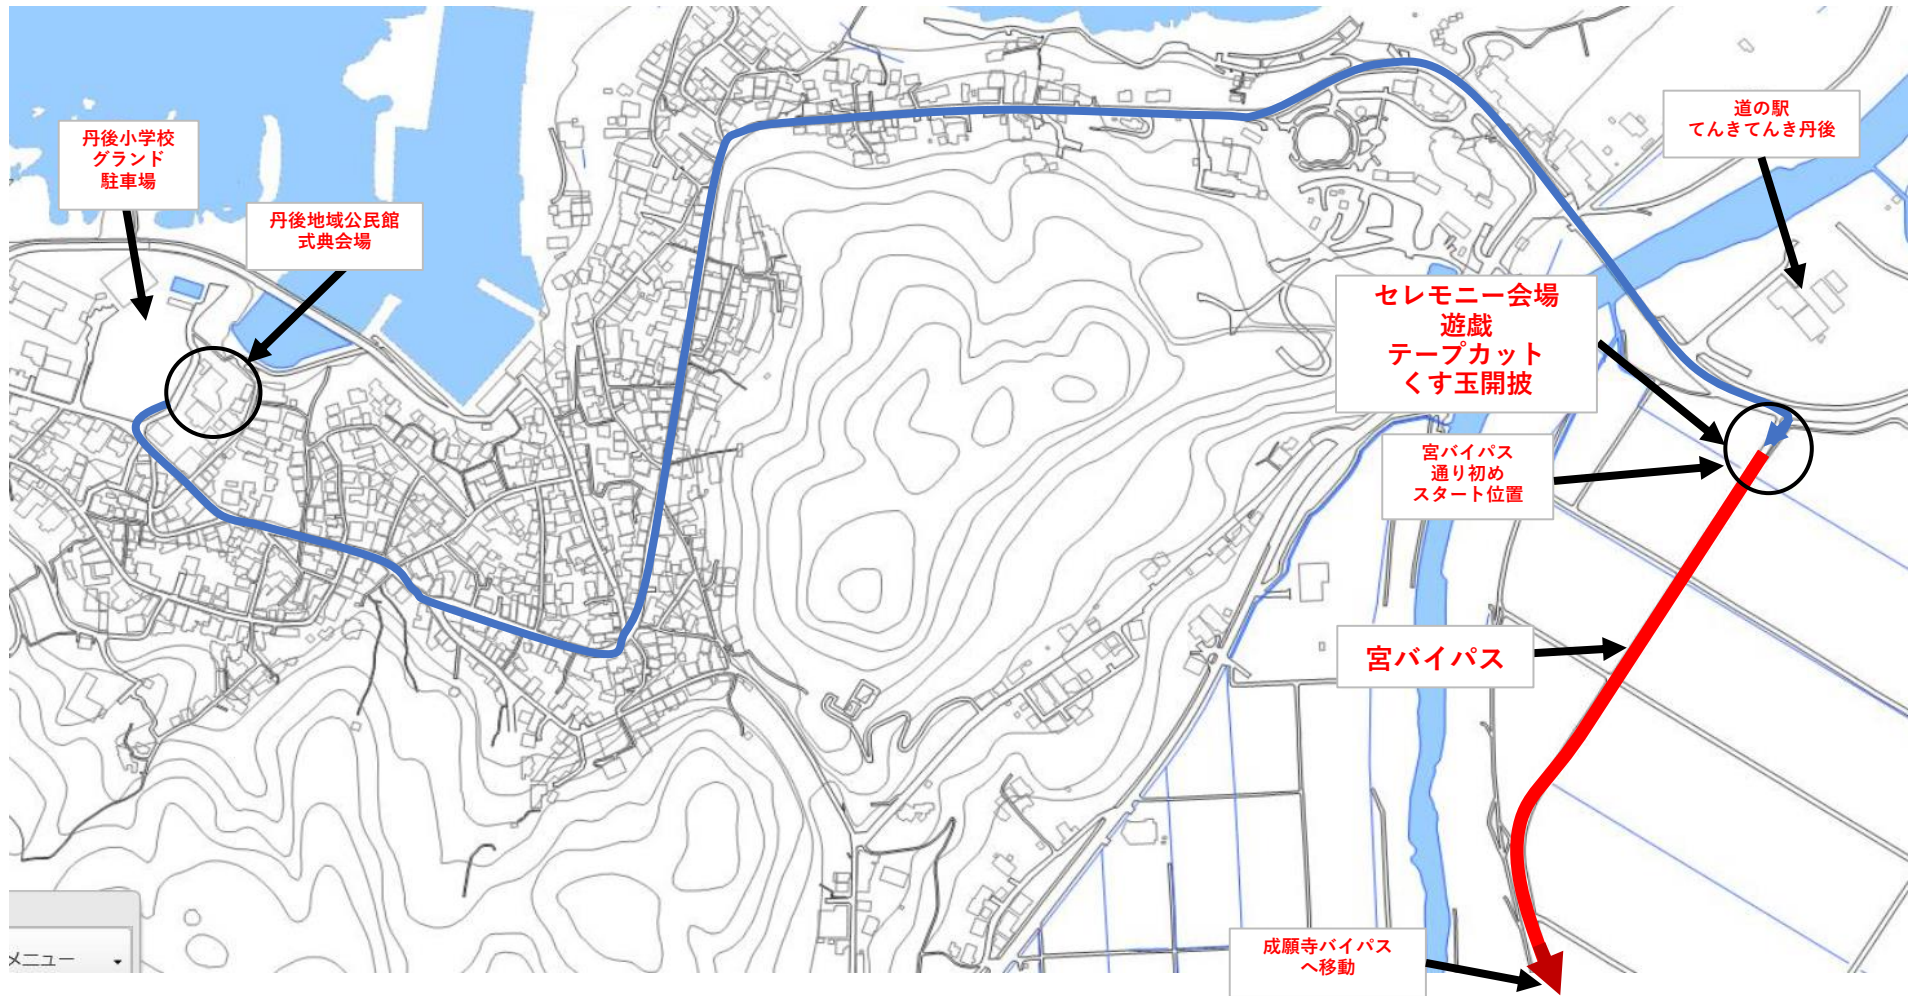 丹後小学校
グランド
駐車場
丹後地域公民館
式典会場
道の駅
てんきてんき丹後
セレモニー会場
遊戯
テープカット
くす玉開披
宮バイパス
通り初め
スタート位置
宮バイパス
成願寺バイパス
へ移動
メニュー